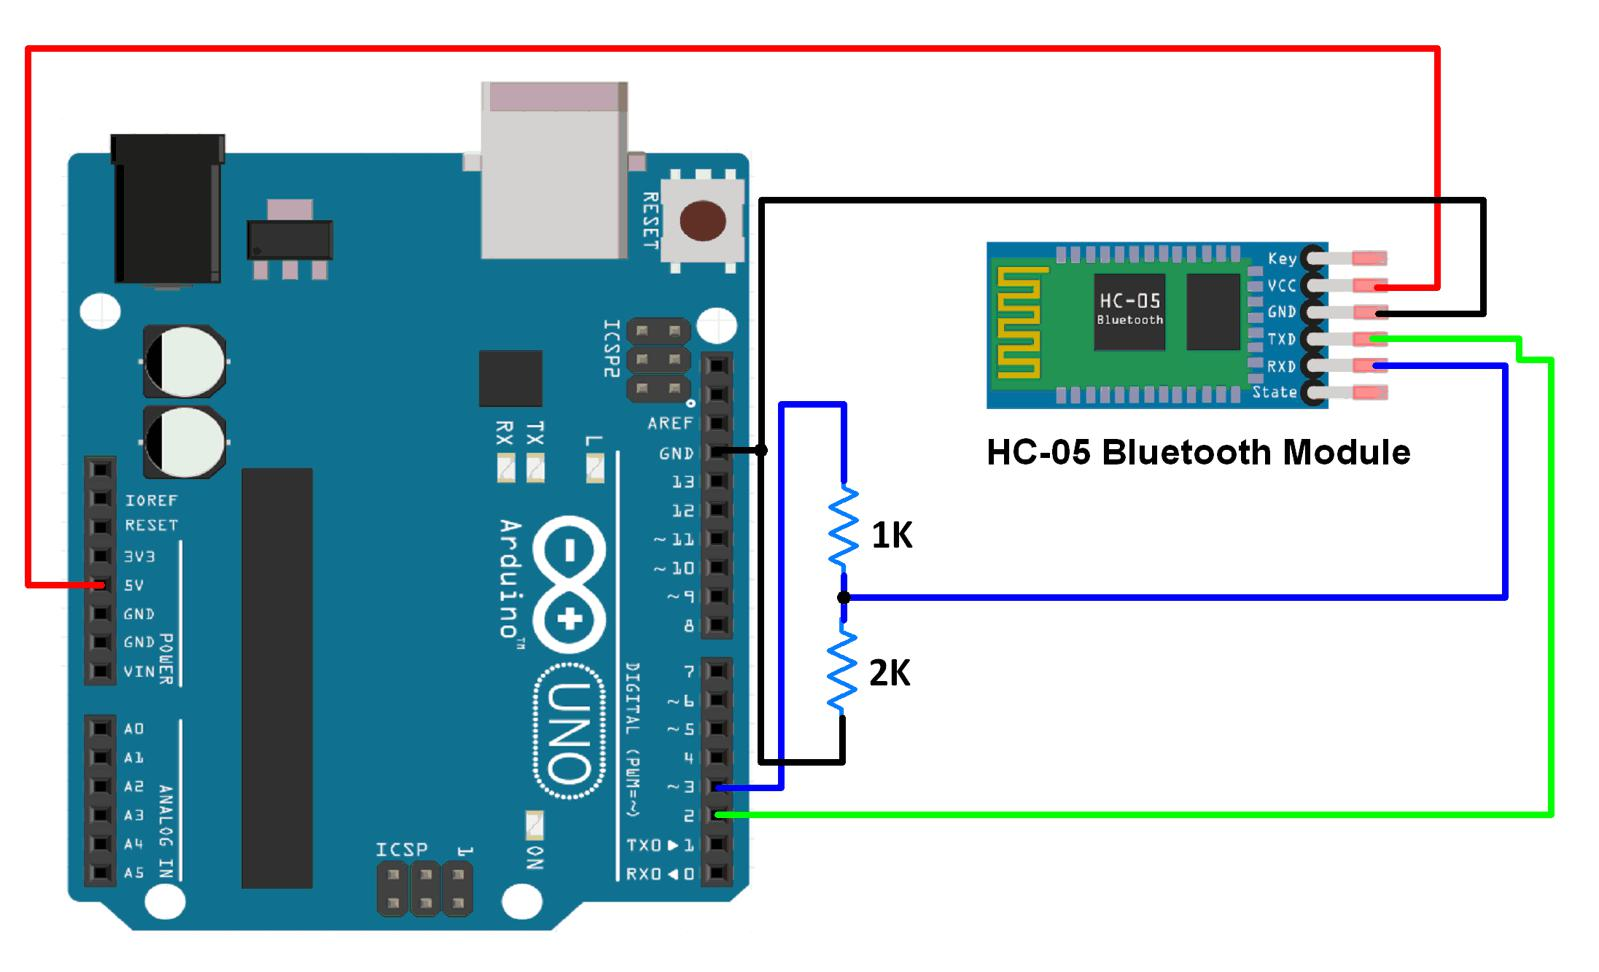 RESET
ICSP2
AREF
GND
13
12
~11
~10
~9
8
7
~6
~5
4
~3
2
TX0▶1
RX0◀0
DIGITAL (PWM=~)
RX
TX
L
Arduino™
UNO
ON
ICSP
1
IOREF
RESET
3V3
5V
GND
GND
VIN
POWER
A0
A1
A2
A3
A4
A5
ANALOG IN
1K
2K
HC-05
Bluetooth
Key
VCC
GND
TXD
RXD
State
HC-05 Bluetooth Module